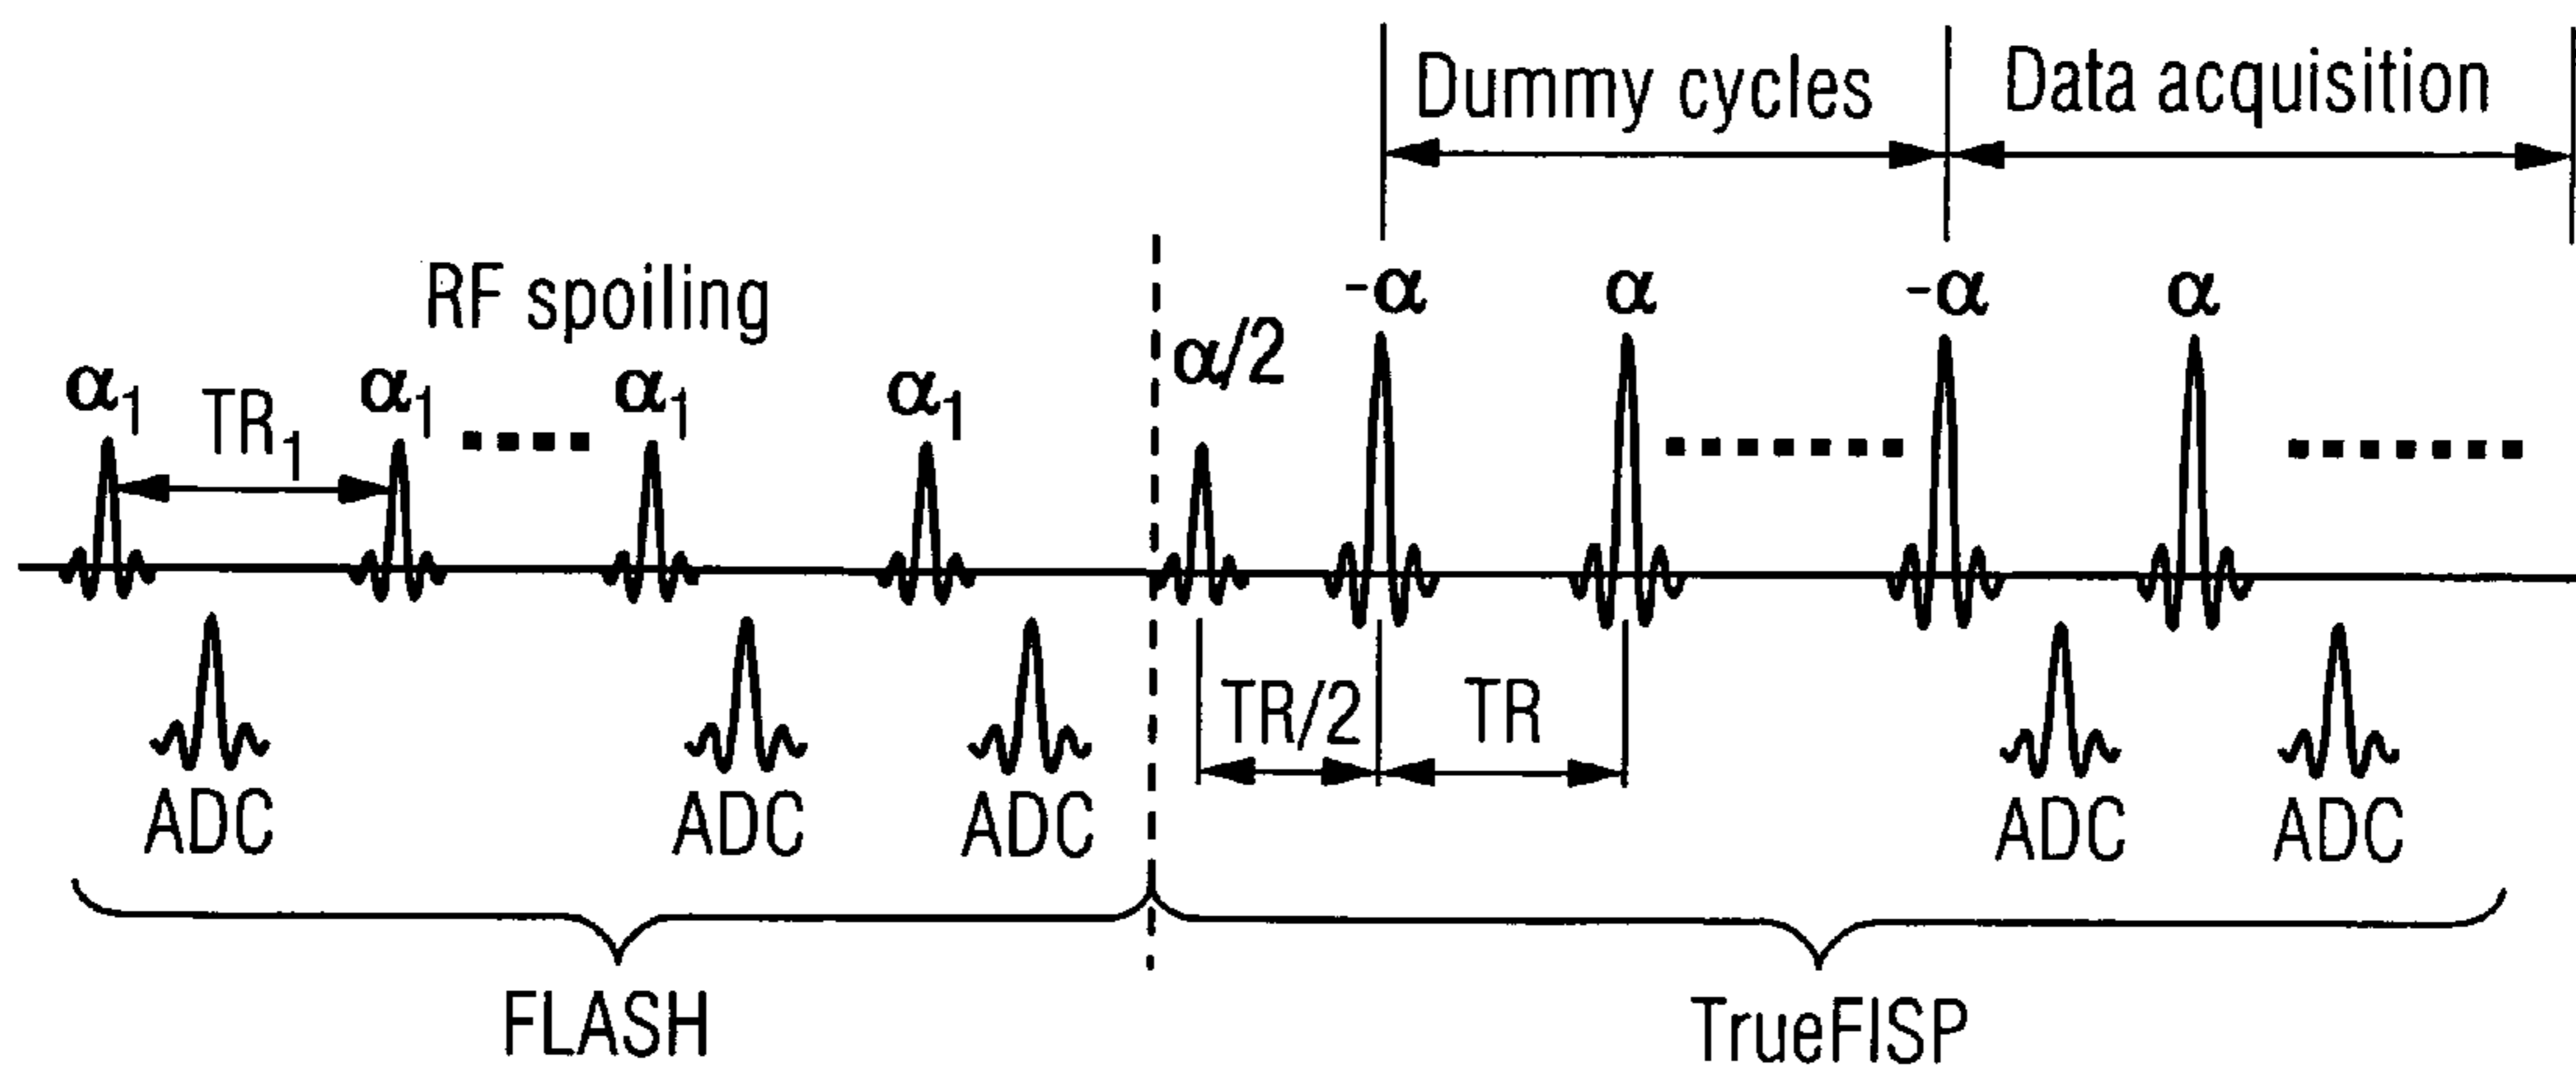 Dummy cycles
Data acquisition
RF spoiling
-α
α
-α
α
α/2
α₁
TR₁
α₁
α₁
α₁
TR/2
TR
ADC
ADC
ADC
ADC
ADC
FLASH
TrueFISP